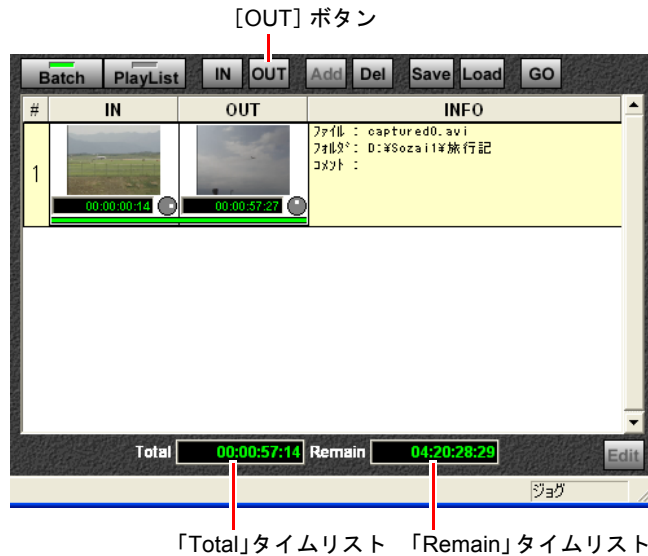 ［OUT］ボタン
Batch PlayList IN OUT Add Del Save Load GO
# IN OUT INFO
1
ﾌｧｲﾙ : captured0.avi
ﾌｫﾙﾀﾞ: D:¥Sozai1¥旅行記
ｺﾒﾝﾄ :
00:00:00:14 00:00:57:27
Total 00:00:57:14 Remain 04:20:28:29 Edit
ジョグ
「Total」タイムリスト 「Remain」タイムリスト